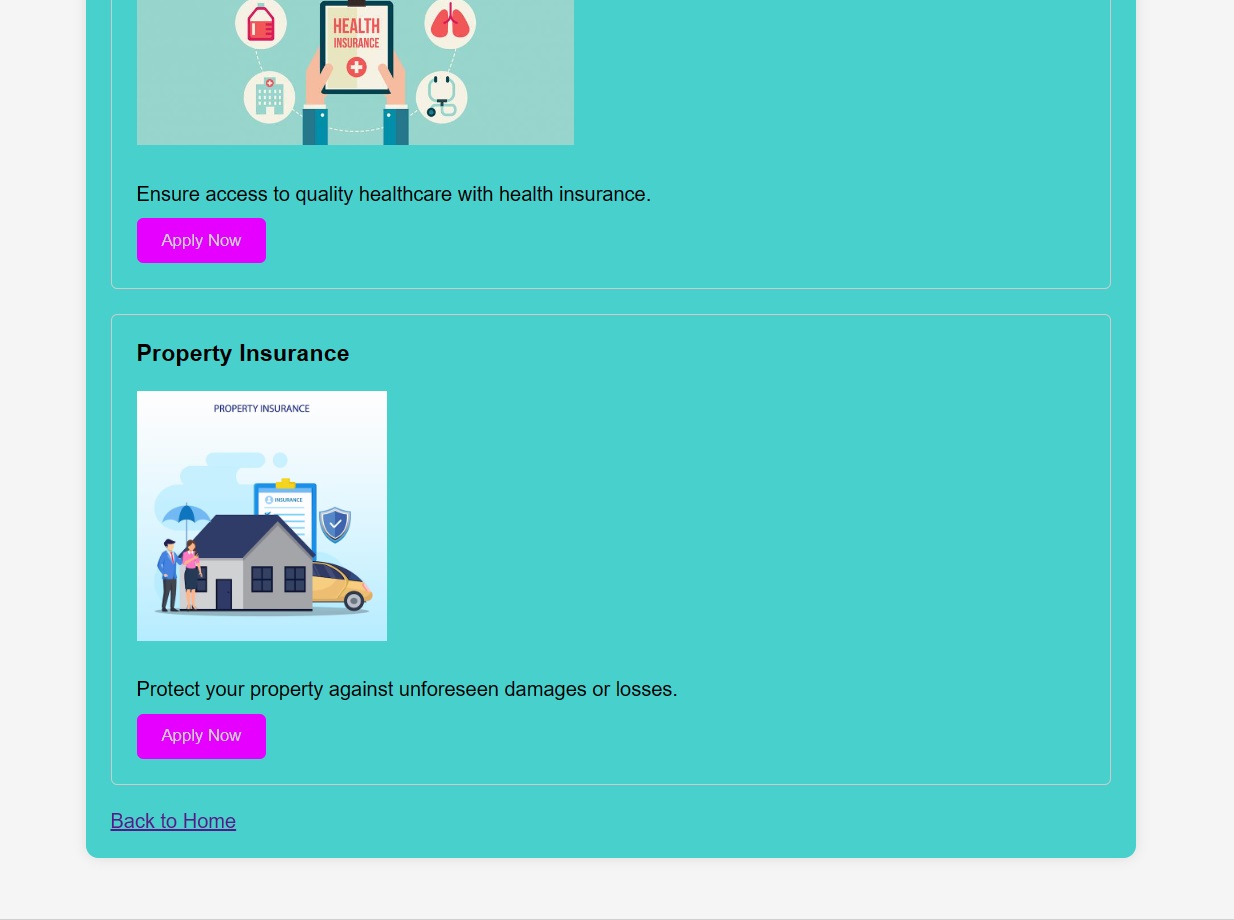 HEALTH
INSURANCE
Ensure access to quality healthcare with health insurance.
Apply Now
Property Insurance
PROPERTY INSURANCE
INSURANCE
Protect your property against unforeseen damages or losses.
Apply Now
Back to Home